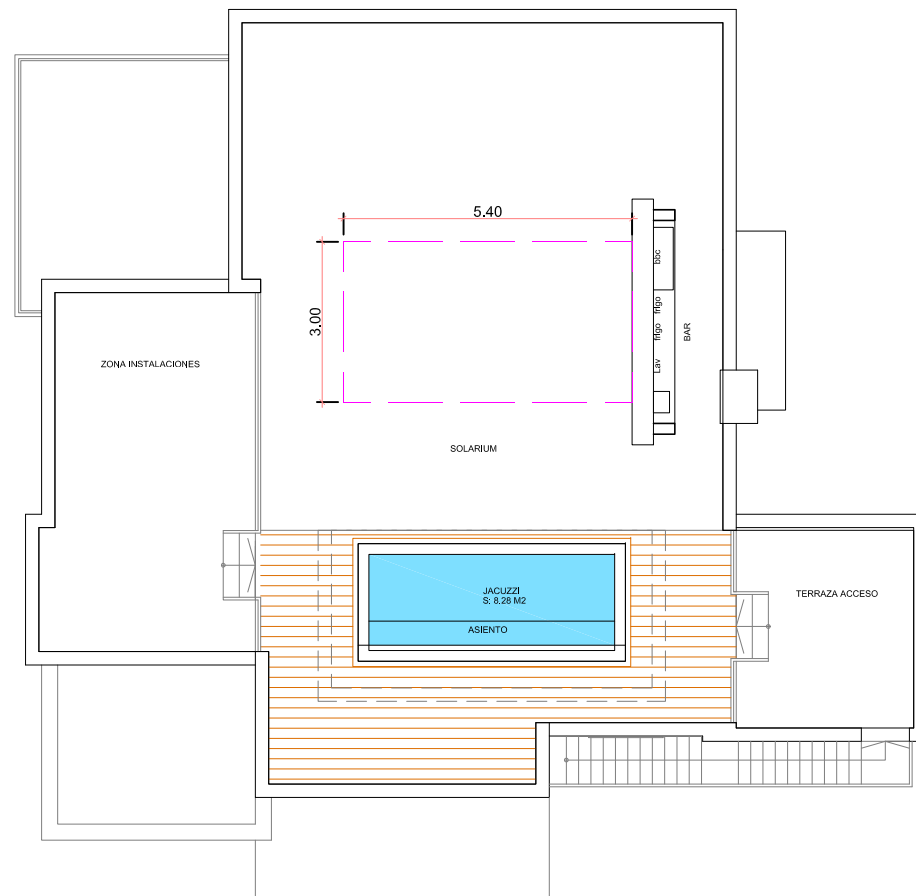 5.40
3.00
bbc
frigo
frigo
Lav
BAR
ZONA INSTALACIONES
SOLARIUM
JACUZZI
S: 8.28 M2
ASIENTO
TERRAZA ACCESO